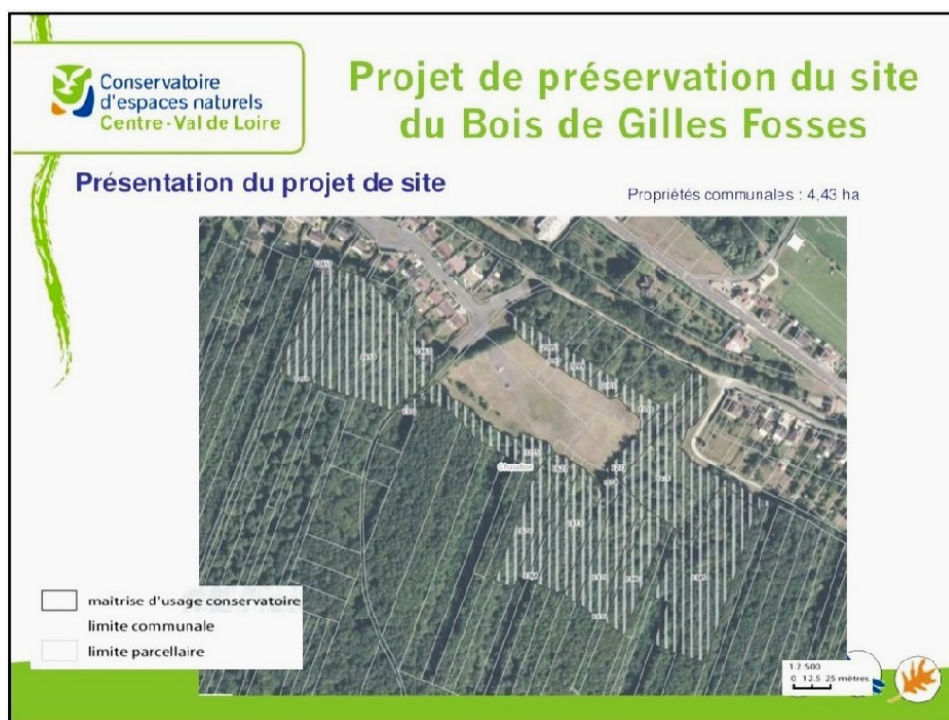 Conservatoire
d'espaces naturels
Centre - Val de Loire
Projet de préservation du site
du Bois de Gilles Fosses
Présentation du projet de site
Propriétés communales : 4,43 ha
Chaudon
maîtrise d'usage conservatoire
limite communale
limite parcellaire
1:2 500
0 12.5 25 mètres